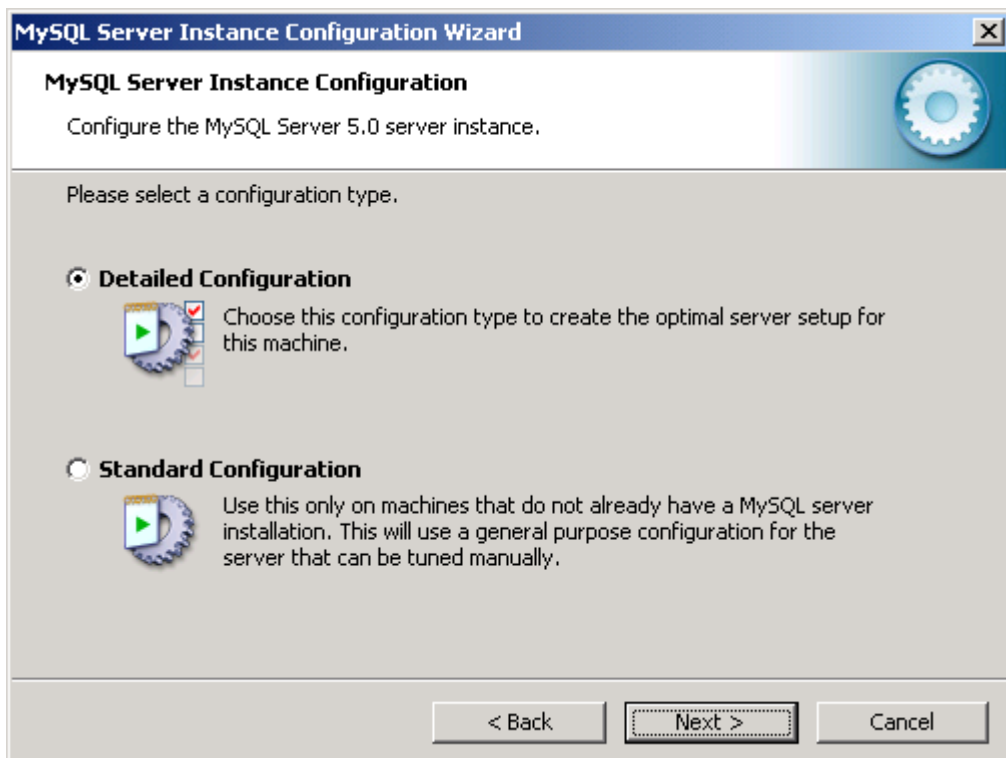 MySQL Server Instance Configuration Wizard
MySQL Server Instance Configuration
Configure the MySQL Server 5.0 server instance.
Please select a configuration type.
Detailed Configuration
Choose this configuration type to create the optimal server setup for
this machine.
Standard Configuration
Use this only on machines that do not already have a MySQL server
installation. This will use a general purpose configuration for the
server that can be tuned manually.
< Back Next > Cancel